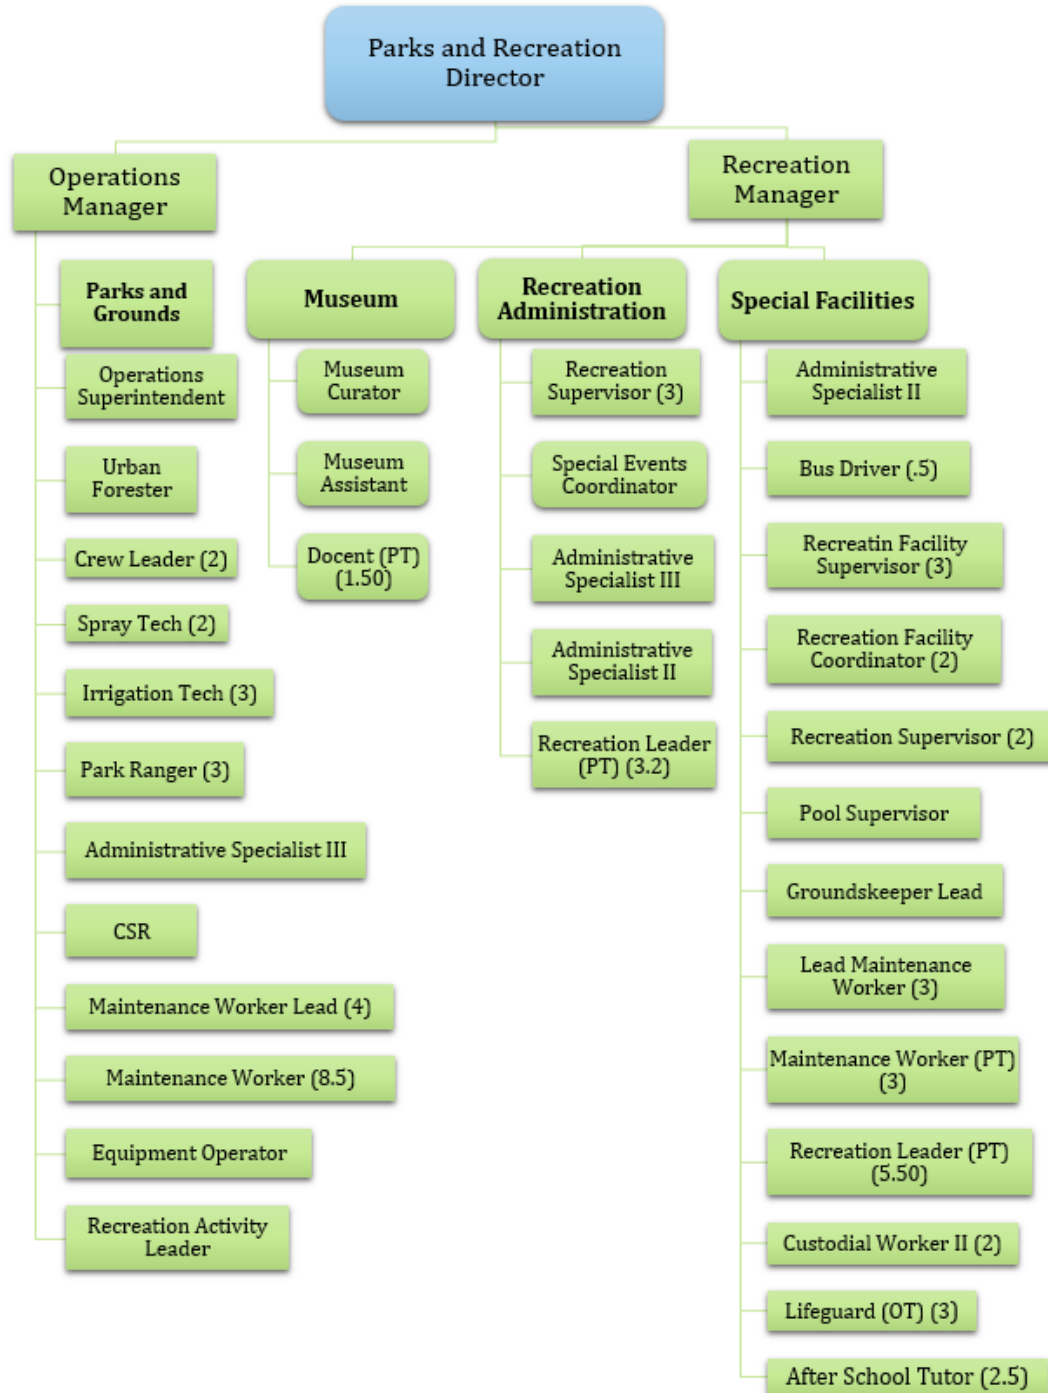 Parks and Recreation
Director
Operations
Manager
Recreation
Manager
Parks and
Grounds
Operations
Superintendent
Urban
Forester
Crew Leader (2)
Spray Tech (2)
Irrigation Tech (3)
Park Ranger (3)
Administrative Specialist III
CSR
Maintenance Worker Lead (4)
Maintenance Worker (8.5)
Equipment Operator
Recreation Activity
Leader
Museum
Museum
Curator
Museum
Assistant
Docent (PT)
(1.50)
Recreation
Administration
Recreation
Supervisor (3)
Special Events
Coordinator
Administrative
Specialist III
Administrative
Specialist II
Recreation Leader
(PT) (3.2)
Special Facilities
Administrative
Specialist II
Bus Driver (.5)
Recreatin Facility
Supervisor (3)
Recreation Facility
Coordinator (2)
Recreation Supervisor (2)
Pool Supervisor
Groundskeeper Lead
Lead Maintenance
Worker (3)
Maintenance Worker (PT)
(3)
Recreation Leader (PT)
(5.50)
Custodial Worker II (2)
Lifeguard (OT) (3)
After School Tutor (2.5)